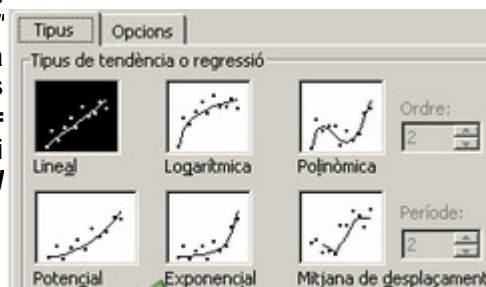 Tipus Opcions
Tipus de tendència o regressió
Ordre:
2
Lineal Logarítmica Polinòmica
Període:
2
Potencial Exponencial Mitjana de desplaçament